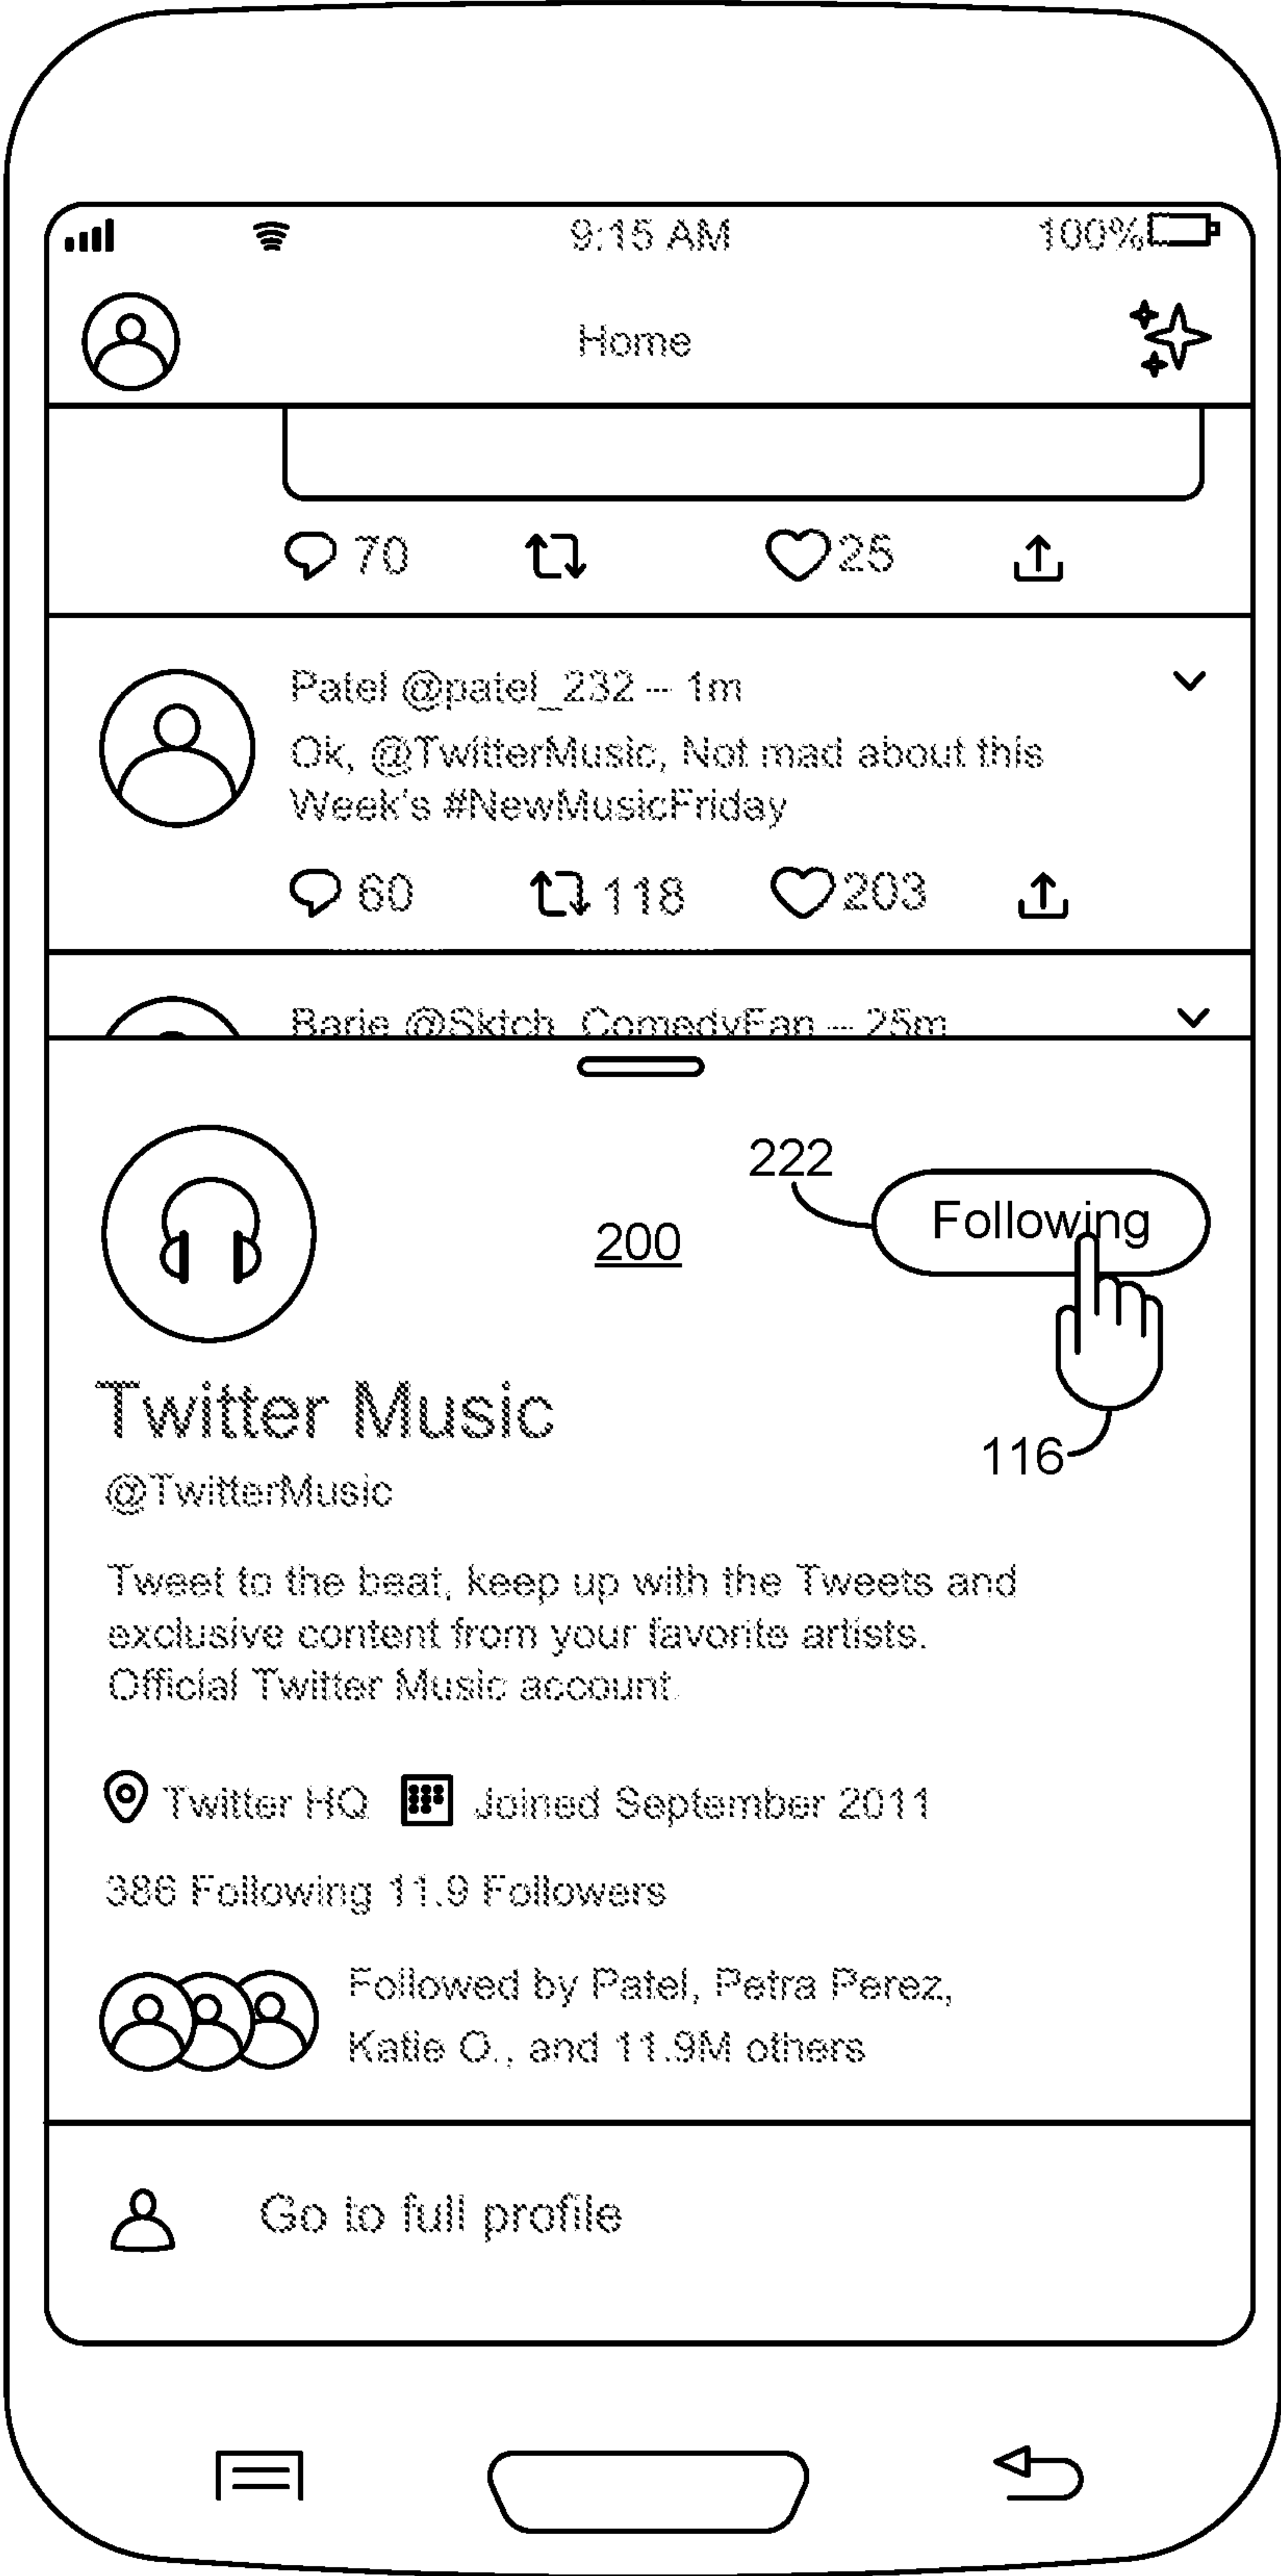 9:15 AM 100%
Home
70 25
Patel @patel_232 -- 1m
Ok, @TwitterMusic, Not mad about this
Week's #NewMusicFriday
60 118 203
Barie @Sktch_ComedyFan -- 25m
222
Following
200
116
Twitter Music
@TwitterMusic
Tweet to the beat, keep up with the Tweets and
exclusive content from your favorite artists.
Official Twitter Music account.
Twitter HQ Joined September 2011
386 Following 11.9 Followers
Followed by Patel, Petra Perez,
Katie O., and 11.9M others
Go to full profile